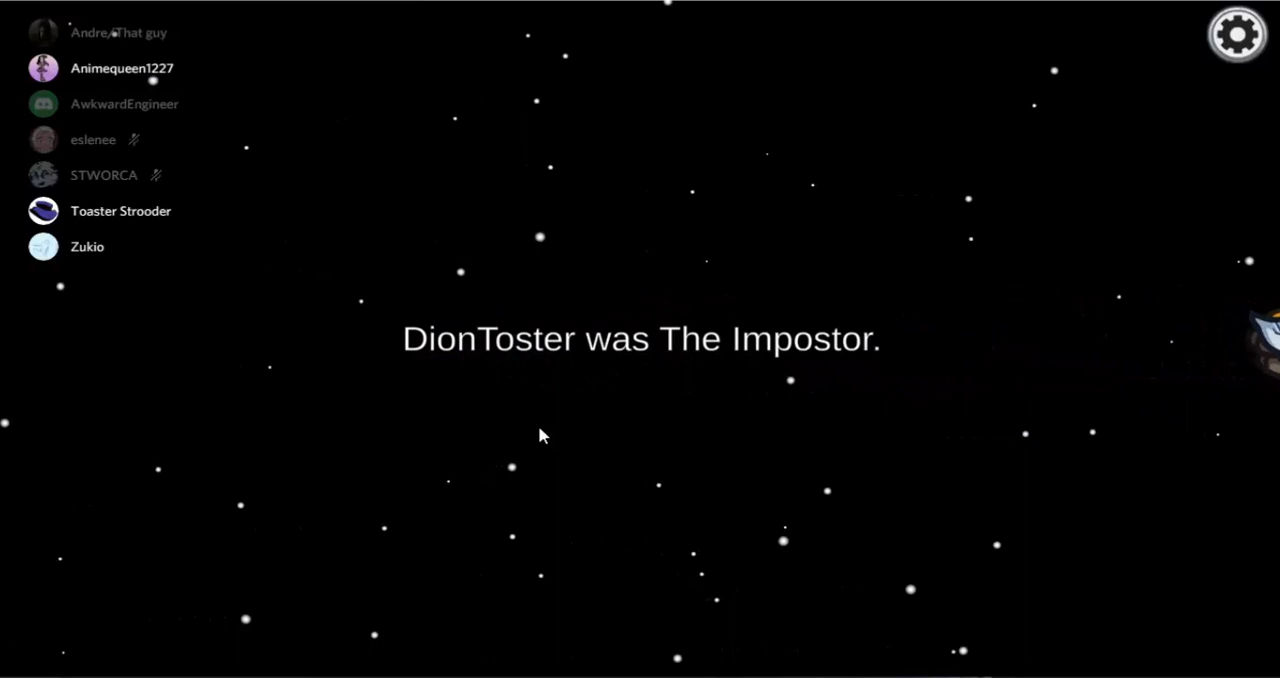 Andre/That guy
Animequeen1227
AwkwardEngineer
eslenee
STWORCA
Toaster Strooder
Zukio
DionToster was The Impostor.